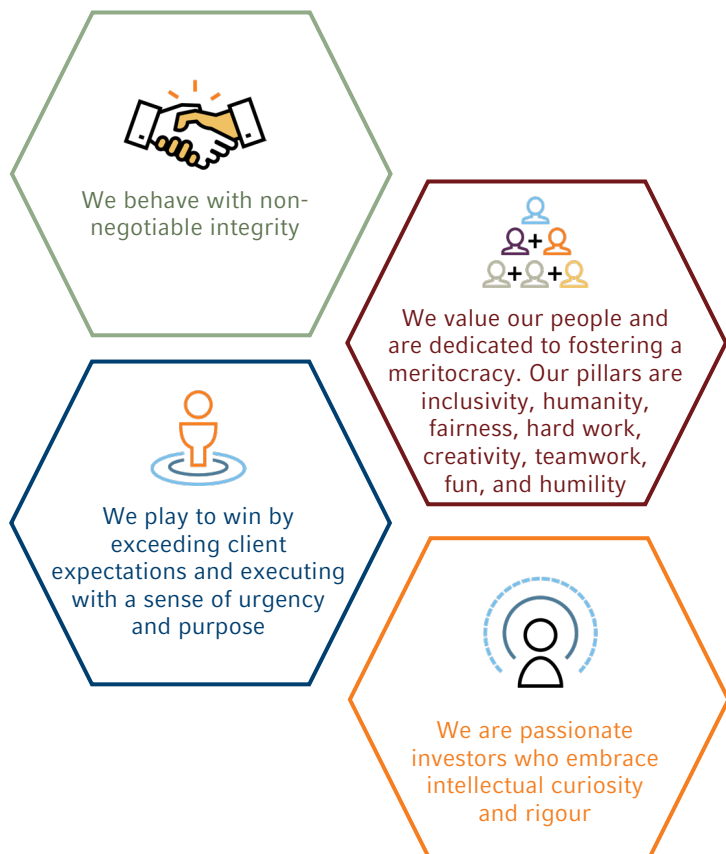 We behave with non-
negotiable integrity
We value our people and
are dedicated to fostering a
meritocracy. Our pillars are
inclusivity, humanity,
fairness, hard work,
creativity, teamwork,
fun, and humility
We play to win by
exceeding client
expectations and executing
with a sense of urgency
and purpose
We are passionate
investors who embrace
intellectual curiosity
and rigour